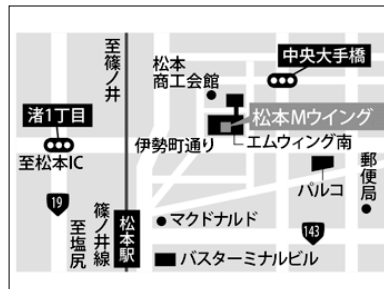 至篠ノ井
松本
商工会館
中央大手橋
渚1丁目
松本Mウイング
伊勢町通り
エムウィング南
至松本IC
パルコ
郵便局
19
至塩尻
篠ノ井線
松本駅
マクドナルド
143
バスターミナルビル